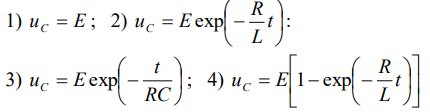 1) u_C = E; 2) u_C = E exp(−(R/L)t):
3) u_C = E exp(−t/(RC)); 4) u_C = E[1−exp(−(R/L)t)]